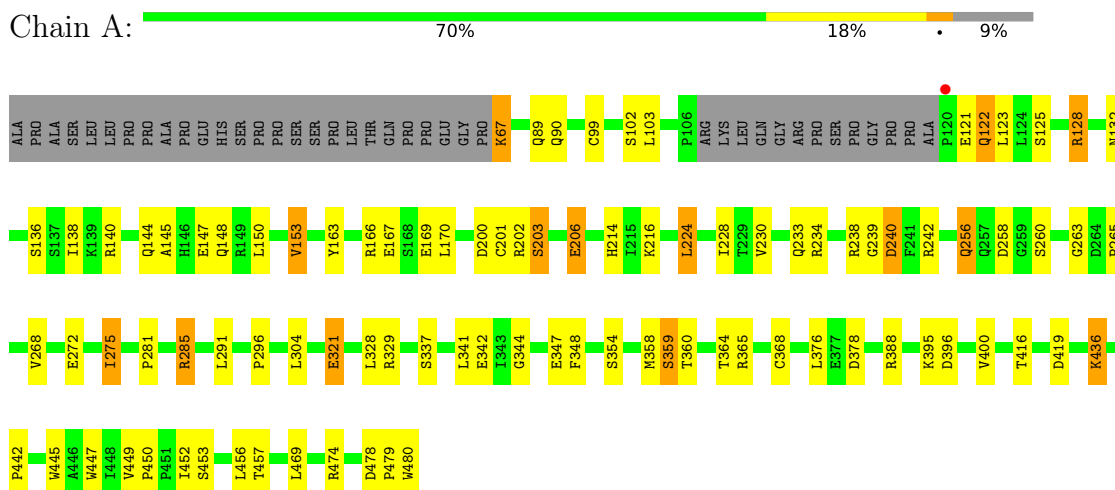 Chain A:
70% 18% • 9%
ALA PRO ALA SER LEU LEU PRO PRO ALA PRO GLU HIS SER PRO PRO SER SER PRO LEU THR GLN PRO PRO GLU GLY PRO K67 Q89 Q90 C99 S102 L103 P106 ARG LYS LEU GLN GLY ARG PRO SER PRO GLY PRO PRO ALA P120 E121 Q122 L123 L124 S125 R128 N132
S136 S137 I138 K139 R140 Q144 A145 H146 E147 Q148 R149 L150 V153 Y163 R166 E167 S168 E169 L170 D200 C201 R202 S203 E206 H214 I215 K216 L224 I228 T229 V230 Q233 R234 R238 G239 D240 F241 R242 Q256 Q257 D258 G259 S260 G263 D264 R265
V268 E272 I275 P281 R285 L291 P296 L304 E321 L328 R329 S337 L341 E342 I343 G344 E347 F348 S354 M358 S359 T360 T364 R365 C368 L376 E377 D378 R388 K395 D396 V400 T416 D419 K436
P442 W445 A446 W447 I448 V449 P450 P451 I452 S453 L456 T457 L469 R474 D478 P479 W480